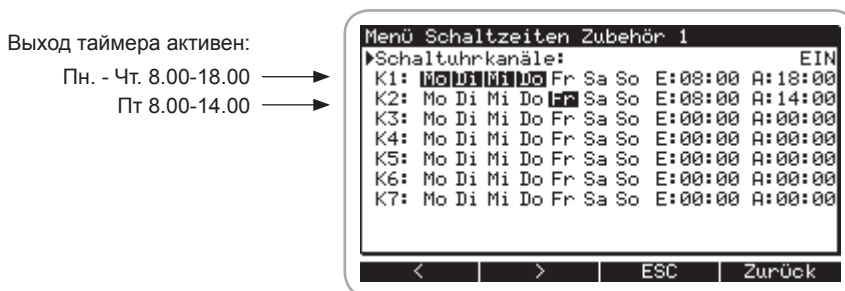 Выход таймера активен:
Пн. - Чт. 8.00-18.00
Пт 8.00-14.00
Menü Schaltzeiten Zubehör 1
Schaltuhrkanäle: EIN
K1: Mo Di Mi Do Fr Sa So E:08:00 A:18:00
K2: Mo Di Mi Do Fr Sa So E:08:00 A:14:00
K3: Mo Di Mi Do Fr Sa So E:00:00 A:00:00
K4: Mo Di Mi Do Fr Sa So E:00:00 A:00:00
K5: Mo Di Mi Do Fr Sa So E:00:00 A:00:00
K6: Mo Di Mi Do Fr Sa So E:00:00 A:00:00
K7: Mo Di Mi Do Fr Sa So E:00:00 A:00:00
< > ESC Zurück